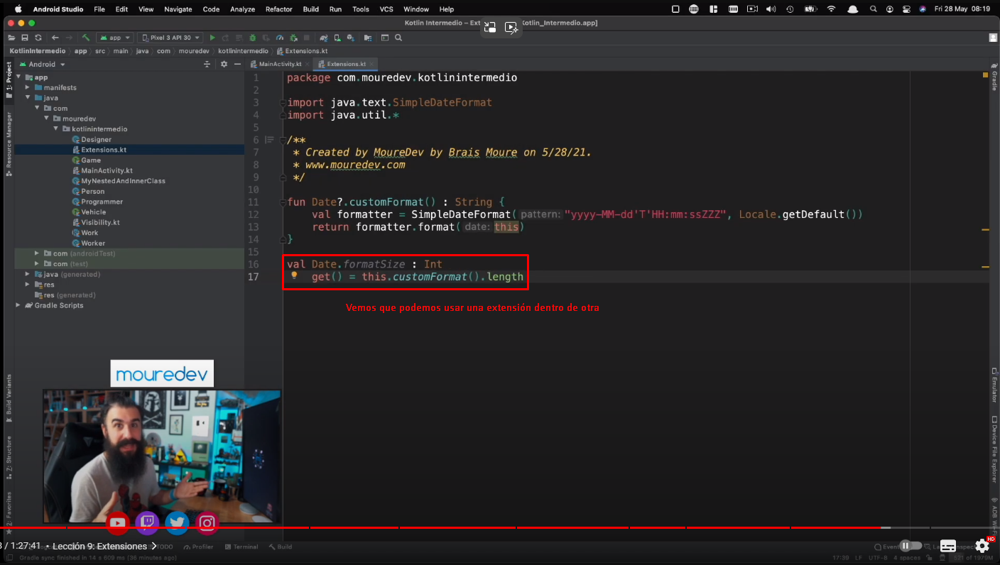 Android Studio File Edit View Navigate Code Analyze Refactor Build Run Tools VCS Window Help Fri 28 May 08:19
Kotlin Intermedio – Ext Kotlin_Intermedio.app]
app Pixel 3 API 30
KotlinIntermedio app src main java com mouredev kotlinintermedio Extensions.kt
Android MainActivity.kt Extensions.kt
1: Project
Resource Manager
Build Variants
7: Structure
2: Favorites
app
manifests
java
com
mouredev
kotlinintermedio
Designer
Extensions.kt
Game
MainActivity.kt
MyNestedAndInnerClass
Person
Programmer
Vehicle
Visibility.kt
Work
Worker
com (androidTest)
com (test)
java (generated)
res
res (generated)
Gradle Scripts
1 package com.mouredev.kotlinintermedio
2
3 import java.text.SimpleDateFormat
4 import java.util.*
5
6 /**
7 * Created by MoureDev by Brais Moure on 5/28/21.
8 * www.mouredev.com
9 */
10
11 fun Date?.customFormat() : String {
12 val formatter = SimpleDateFormat( pattern: "yyyy-MM-dd'T'HH:mm:ssZZZ", Locale.getDefault())
13 return formatter.format( date: this)
14 }
15
16 val Date.formatSize : Int
17 get() = this.customFormat().length
Vemos que podemos usar una extensión dentro de otra
Gradle
Emulator
Device File Explorer
ADB Wi-Fi
mouredev
/ 1:27:41 • Lección 9: Extensiones
TODO Profiler Terminal Build Event
HD
Gradle sync finished in 14 s 609 ms (36 minutes ago) 17:39 LF UTF-8 4 spaces of 1979M